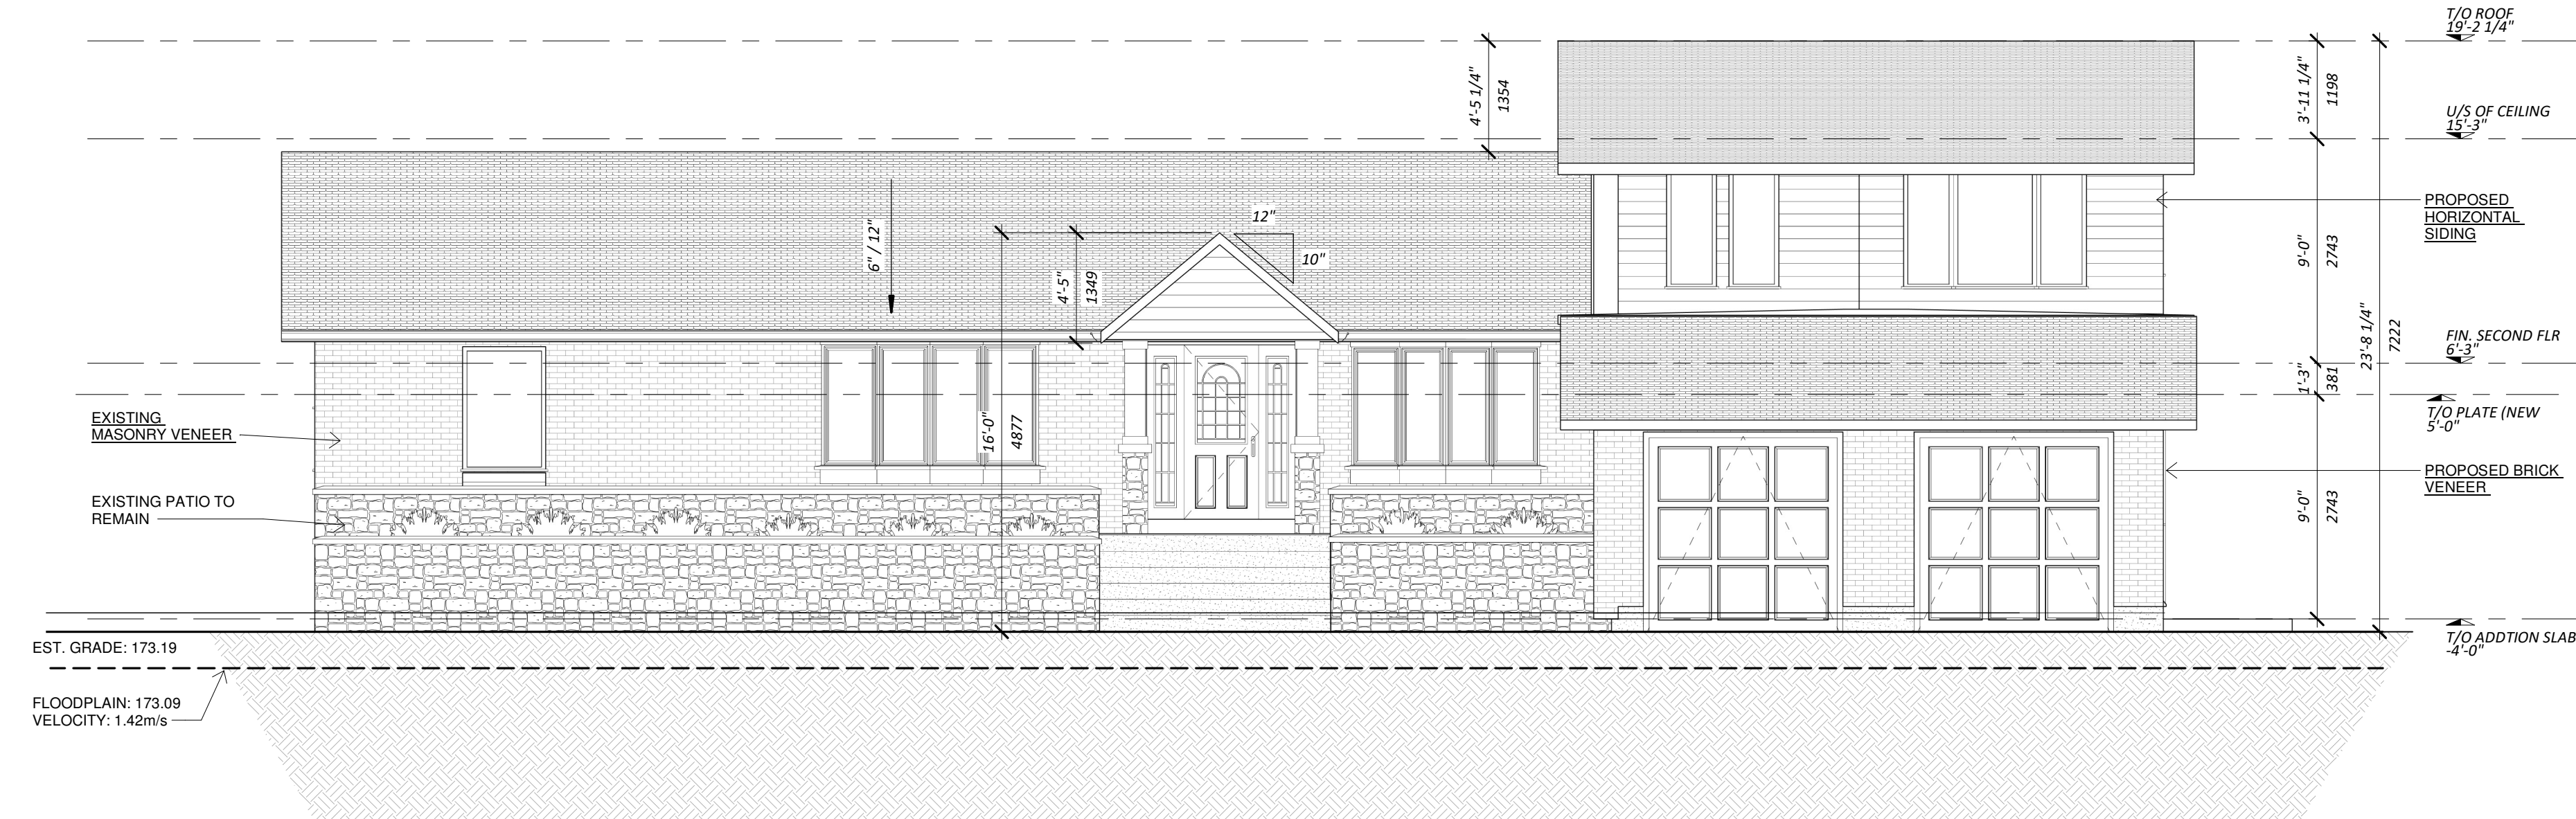 T/O ROOF
19'-2 1/4"
4'-5 1/4"
1354
3'-11 1/4"
1198
U/S OF CEILING
15'-3"
PROPOSED
HORIZONTAL
SIDING
12"
10"
6" / 12"
4'-5"
1349
9'-0"
2743
23'-8 1/4"
7222
FIN. SECOND FLR
6'-3"
1'-3"
381
T/O PLATE (NEW
5'-0"
EXISTING
MASONRY VENEER
16'-0"
4877
PROPOSED BRICK
VENEER
EXISTING PATIO TO
REMAIN
9'-0"
2743
T/O ADDTION SLAB
-4'-0"
EST. GRADE: 173.19
FLOODPLAIN: 173.09
VELOCITY: 1.42m/s